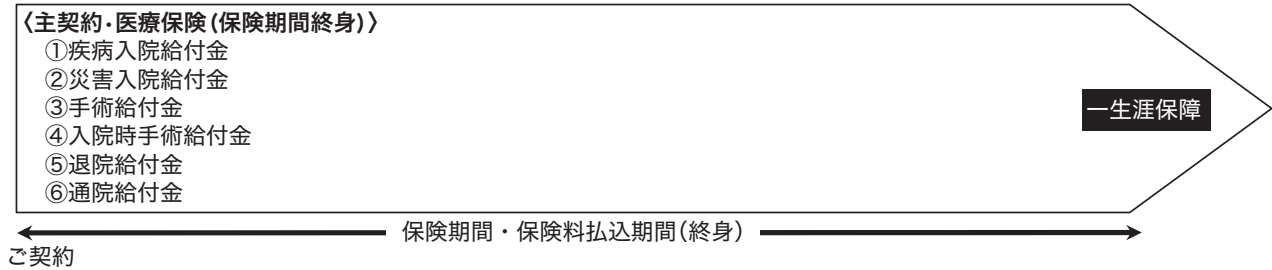 〈主契約・医療保険(保険期間終身)〉
①疾病入院給付金
②災害入院給付金
③手術給付金
④入院時手術給付金
⑤退院給付金
⑥通院給付金
一生涯保障
保険期間・保険料払込期間(終身)
ご契約